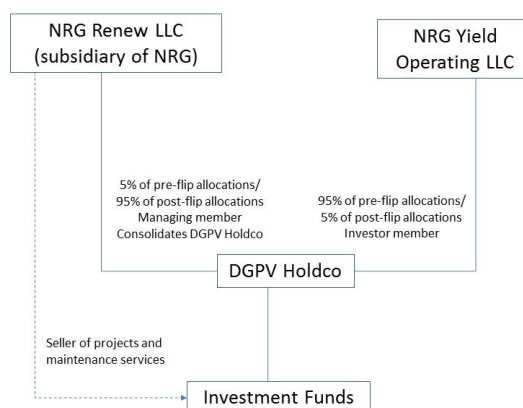 NRG Renew LLC
(subsidiary of NRG)
NRG Yield
Operating LLC
5% of pre-flip allocations/
95% of post-flip allocations
Managing member
Consolidates DGPV Holdco
95% of pre-flip allocations/
5% of post-flip allocations
Investor member
DGPV Holdco
Seller of projects and
maintenance services
Investment Funds